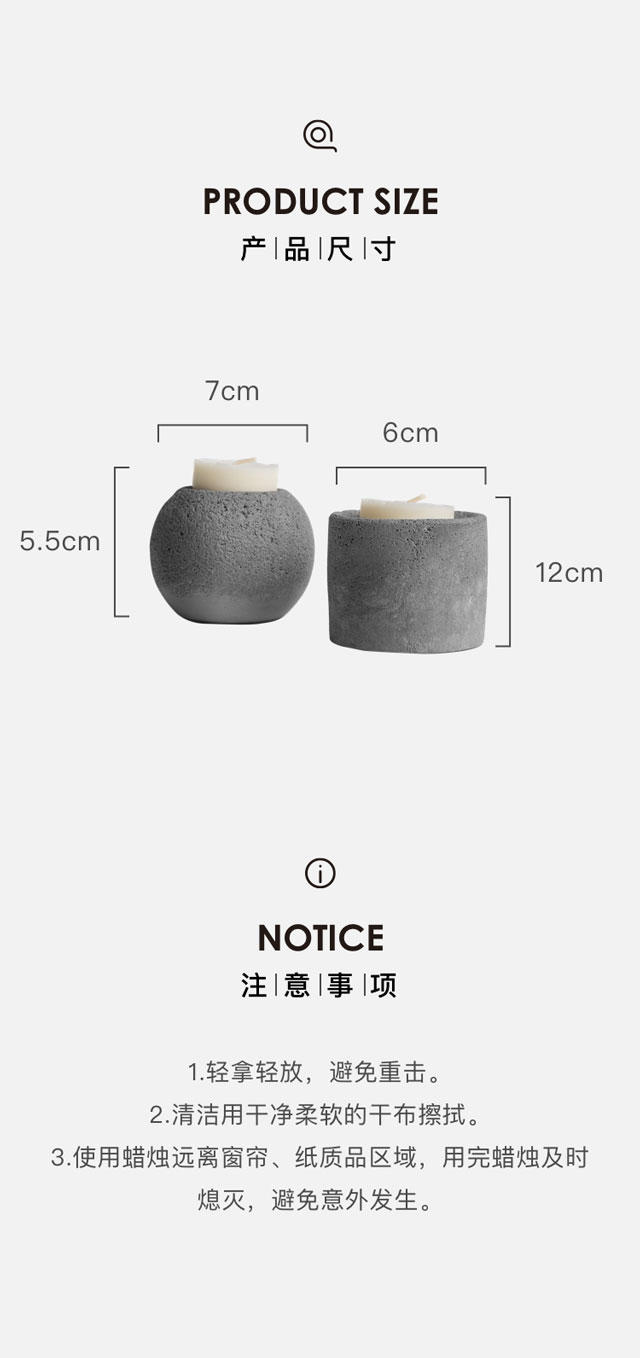 PRODUCT SIZE
产|品|尺|寸
7cm
6cm
5.5cm
12cm
NOTICE
注|意|事|项
1.轻拿轻放，避免重击。
2.清洁用干净柔软的干布擦拭。
3.使用蜡烛远离窗帘、纸质品区域，用完蜡烛及时
熄灭，避免意外发生。